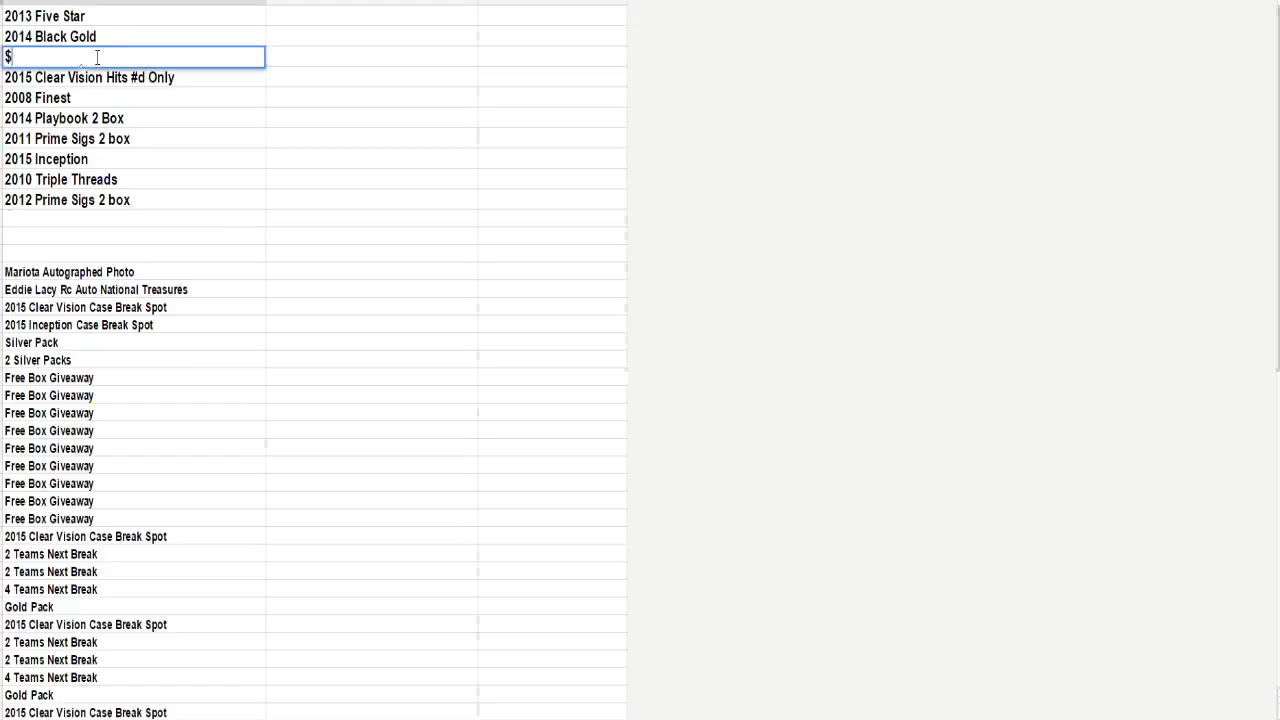 2013 Five Star
2014 Black Gold
$
2015 Clear Vision Hits #d Only
2008 Finest
2014 Playbook 2 Box
2011 Prime Sigs 2 box
2015 Inception
2010 Triple Threads
2012 Prime Sigs 2 box
Mariota Autographed Photo
Eddie Lacy Rc Auto National Treasures
2015 Clear Vision Case Break Spot
2015 Inception Case Break Spot
Silver Pack
2 Silver Packs
Free Box Giveaway
Free Box Giveaway
Free Box Giveaway
Free Box Giveaway
Free Box Giveaway
Free Box Giveaway
Free Box Giveaway
Free Box Giveaway
Free Box Giveaway
2015 Clear Vision Case Break Spot
2 Teams Next Break
2 Teams Next Break
4 Teams Next Break
Gold Pack
2015 Clear Vision Case Break Spot
2 Teams Next Break
2 Teams Next Break
4 Teams Next Break
Gold Pack
2015 Clear Vision Case Break Spot